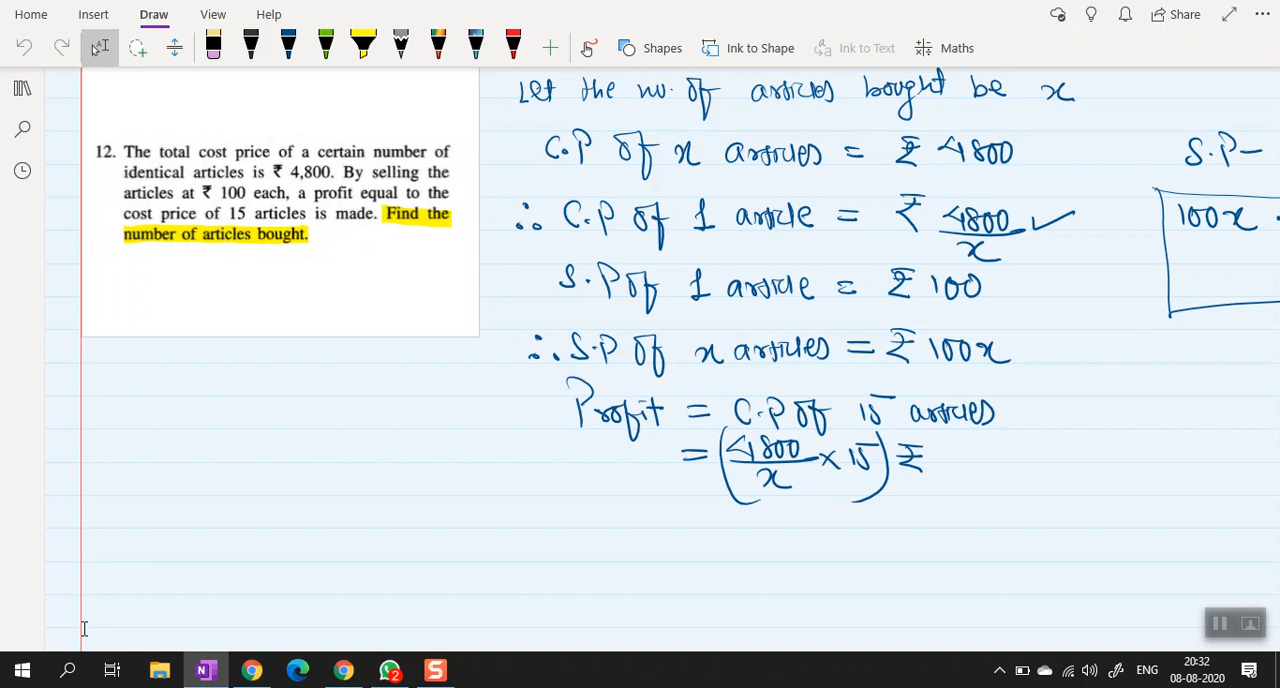 Home Insert Draw View Help
Share
Shapes Ink to Shape Ink to Text Maths
12. The total cost price of a certain number of
identical articles is ₹ 4,800. By selling the
articles at ₹ 100 each, a profit equal to the
cost price of 15 articles is made. Find the
number of articles bought.
Let the no. of articles bought be x
C.P of x articles = ₹ 4800
∴ C.P of 1 article = ₹ 4800/x ✓
S.P of 1 article = ₹ 100
∴ S.P of x articles = ₹ 100x
Profit = C.P of 15 articles
= (4800/x × 15) ₹
S.P −
100x
2
ENG
20:32
08-08-2020